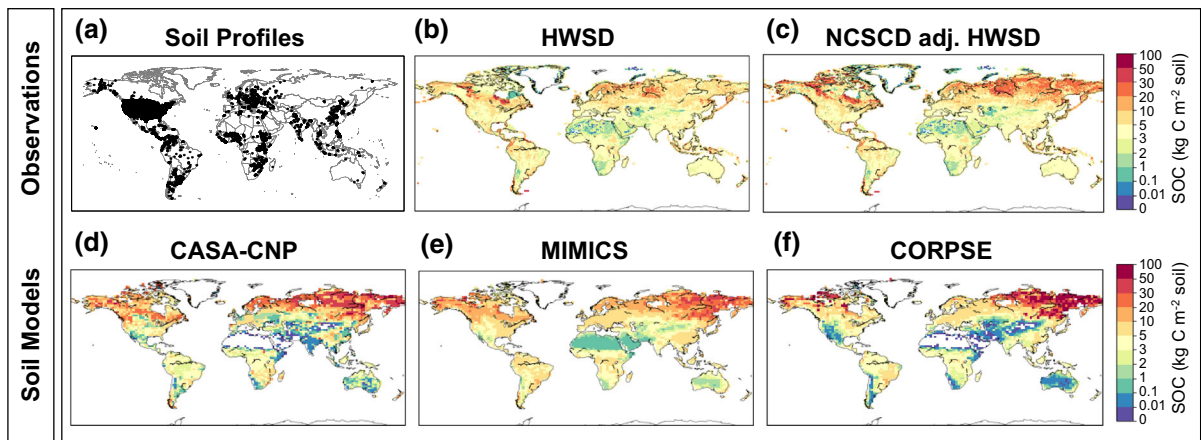 Observations
(a) Soil Profiles
(b) HWSD
(c) NCSCD adj. HWSD
100
50
30
20
10
5
3
2
1
0.1
0.01
0
SOC (kg C m⁻² soil)
Soil Models
(d) CASA-CNP
(e) MIMICS
(f) CORPSE
100
50
30
20
10
5
3
2
1
0.1
0.01
0
SOC (kg C m⁻² soil)